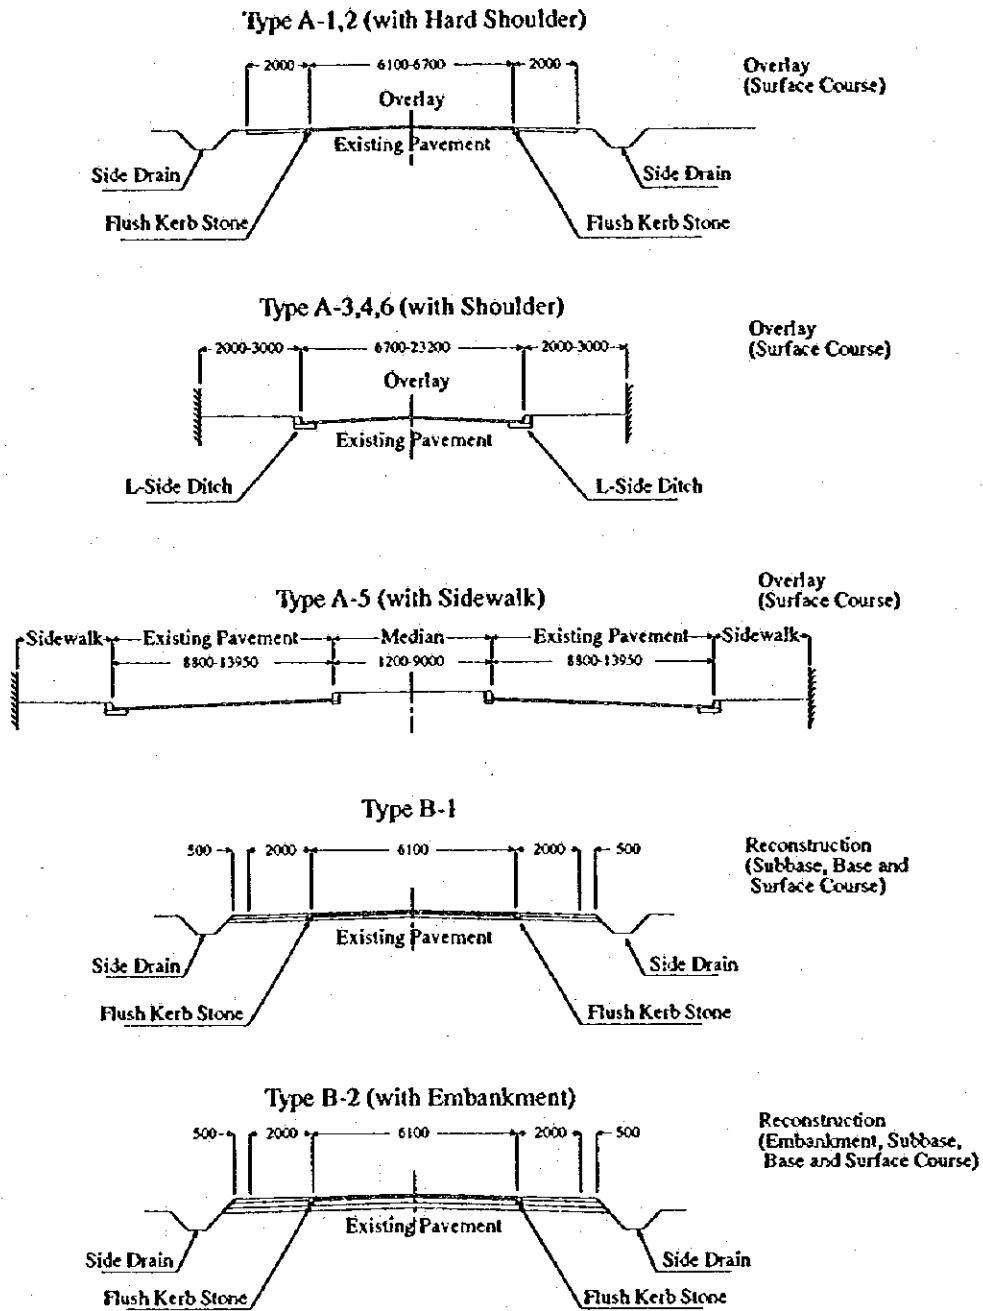 Type A-1,2 (with Hard Shoulder)
2000 6100-6700 2000
Overlay
(Surface Course)
Overlay
Existing Pavement
Side Drain Side Drain
Flush Kerb Stone Flush Kerb Stone
Type A-3,4,6 (with Shoulder)
2000-3000 6700-23200 2000-3000
Overlay
(Surface Course)
Overlay
Existing Pavement
L-Side Ditch L-Side Ditch
Type A-5 (with Sidewalk)
Overlay
(Surface Course)
Sidewalk Existing Pavement Median Existing Pavement Sidewalk
8800-13950 1200-9000 8800-13950
Type B-1
500 2000 6100 2000 500
Reconstruction
(Subbase, Base and
Surface Course)
Existing Pavement
Side Drain Side Drain
Flush Kerb Stone Flush Kerb Stone
Type B-2 (with Embankment)
500 2000 6100 2000 500
Reconstruction
(Embankment, Subbase,
Base and Surface Course)
Existing Pavement
Side Drain Side Drain
Flush Kerb Stone Flush Kerb Stone